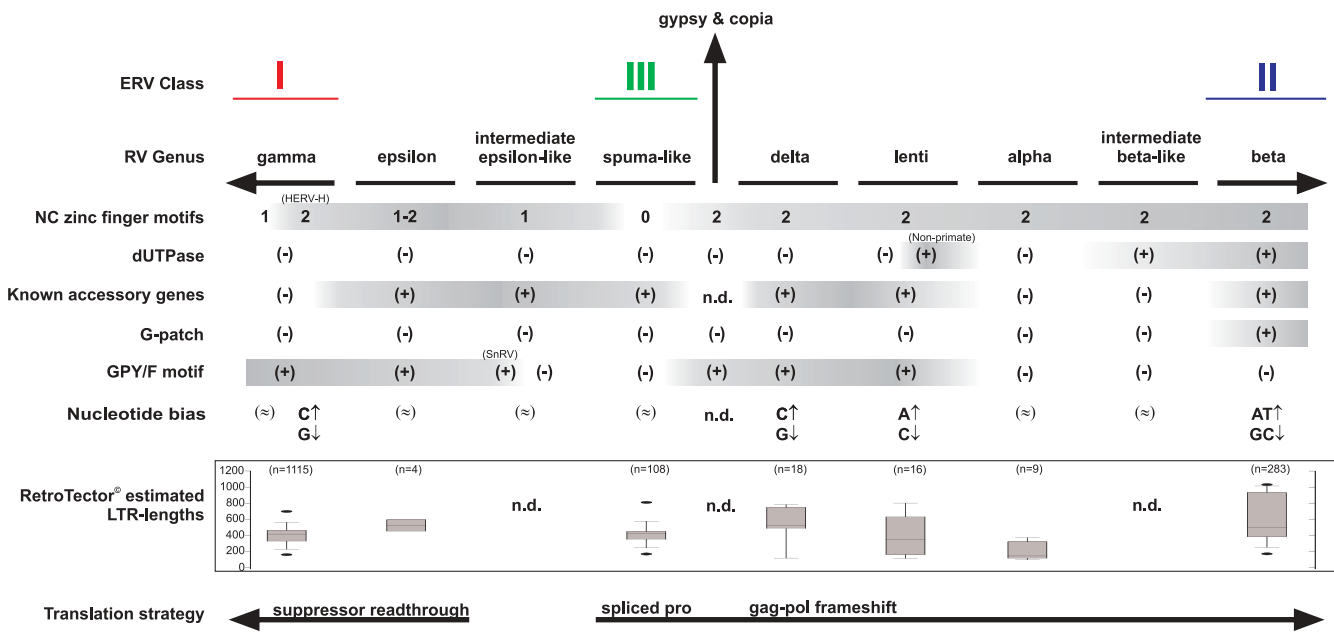 gypsy & copia
ERV Class I III II
RV Genus gamma epsilon intermediate epsilon-like spuma-like delta lenti alpha intermediate beta-like beta
(HERV-H)
NC zinc finger motifs 1 2 1-2 1 0 2 2 2 2 2 2
(Non-primate)
dUTPase (-) (-) (-) (-) (-) (-) (-) (+) (-) (+) (+)
Known accessory genes (-) (+) (+) (+) n.d. (+) (+) (-) (-) (+)
G-patch (-) (-) (-) (-) (-) (-) (-) (-) (-) (+)
(SnRV)
GPY/F motif (+) (+) (+) (-) (-) (+) (+) (+) (-) (-) (-)
Nucleotide bias (≈) C↑ (≈) (≈) (≈) n.d. C↑ A↑ (≈) (≈) AT↑
G↓ G↓ C↓ GC↓
1200 (n=1115) (n=4) (n=108) (n=18) (n=16) (n=9) (n=283)
1000
RetroTector© estimated 800
LTR-lengths 600 n.d. n.d. n.d.
400
200
0
Translation strategy suppressor readthrough spliced pro gag-pol frameshift